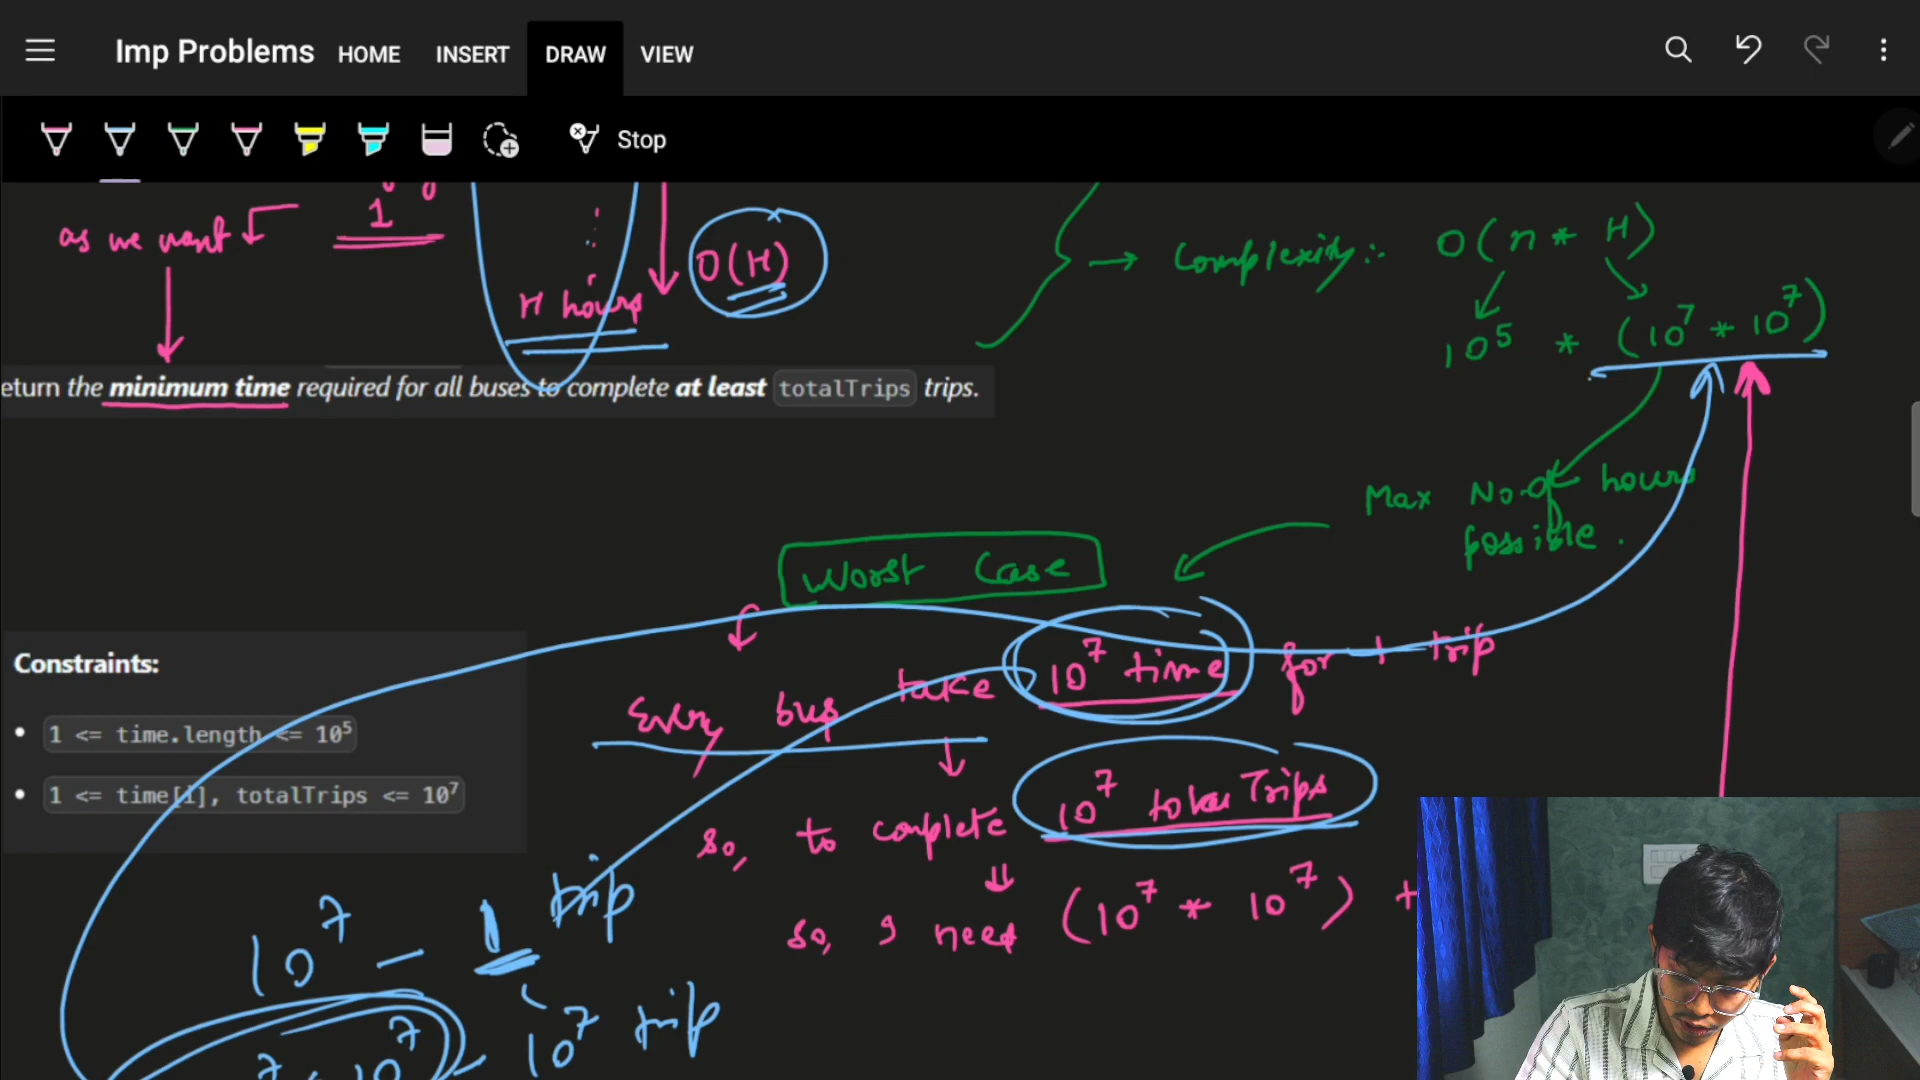 Imp Problems HOME INSERT DRAW VIEW
Stop
as we want
1
O(H)
H hours
→ Complexity :- O(n * H)
10^5 * (10^7 * 10^7)
eturn the minimum time required for all buses to complete at least totalTrips trips.
Max No. of hours possible.
Worst Case
Constraints:
Every bus take 10^7 time for 1 trip
• 1 <= time.length <= 10^5
• 1 <= time[i], totalTrips <= 10^7
so, to complete 10^7 total Trips
so, I need (10^7 * 10^7) +
10^7 - 1 trip
10^7 trip